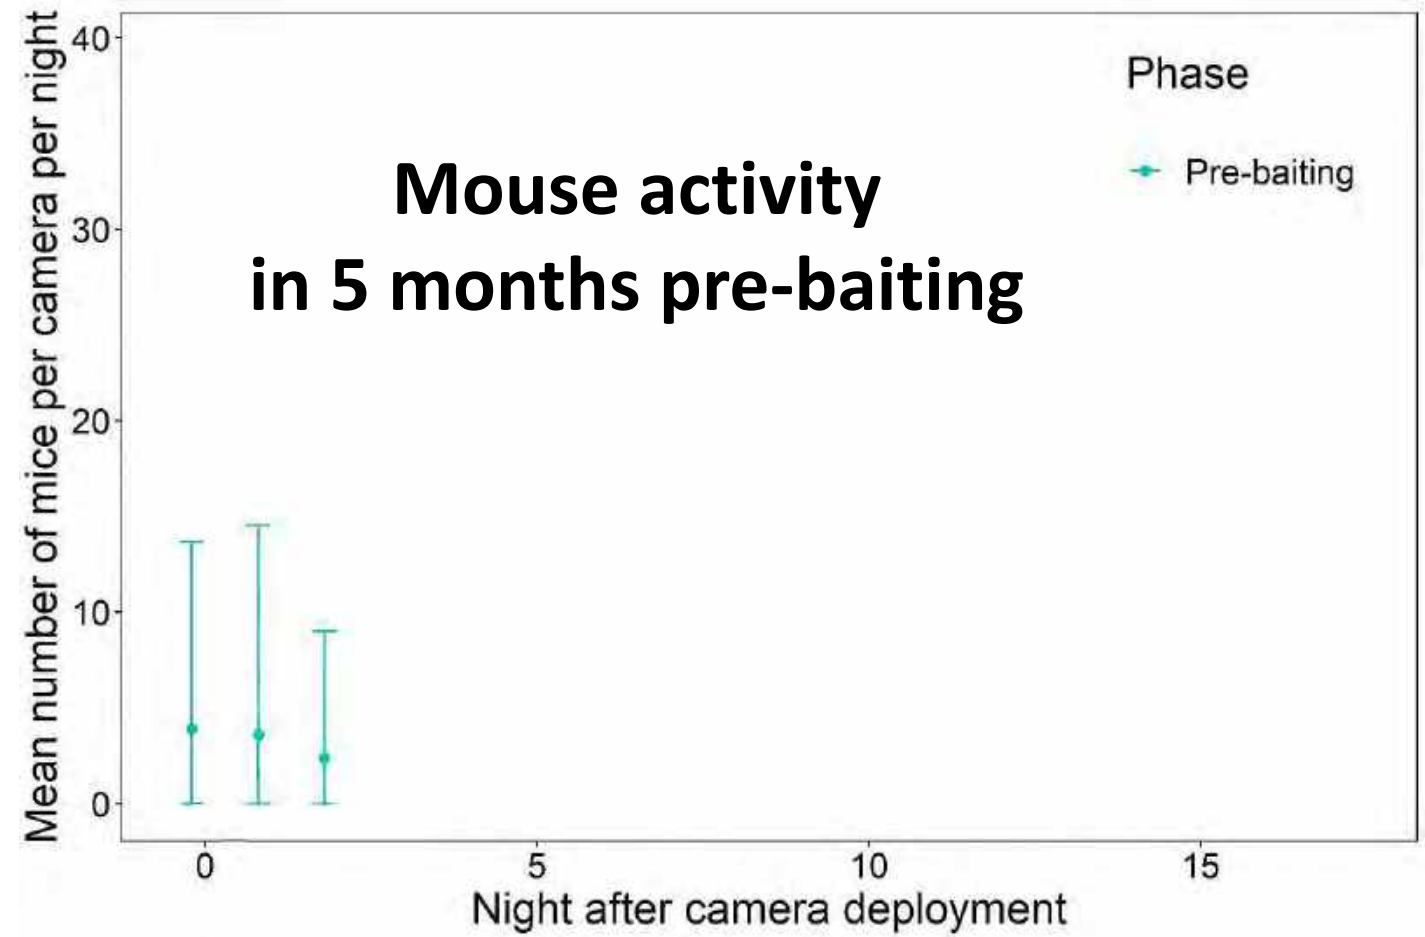 Mean number of mice per camera per night
40
30
20
10
0
Mouse activity
in 5 months pre-baiting
Phase
Pre-baiting
0 5 10 15
Night after camera deployment